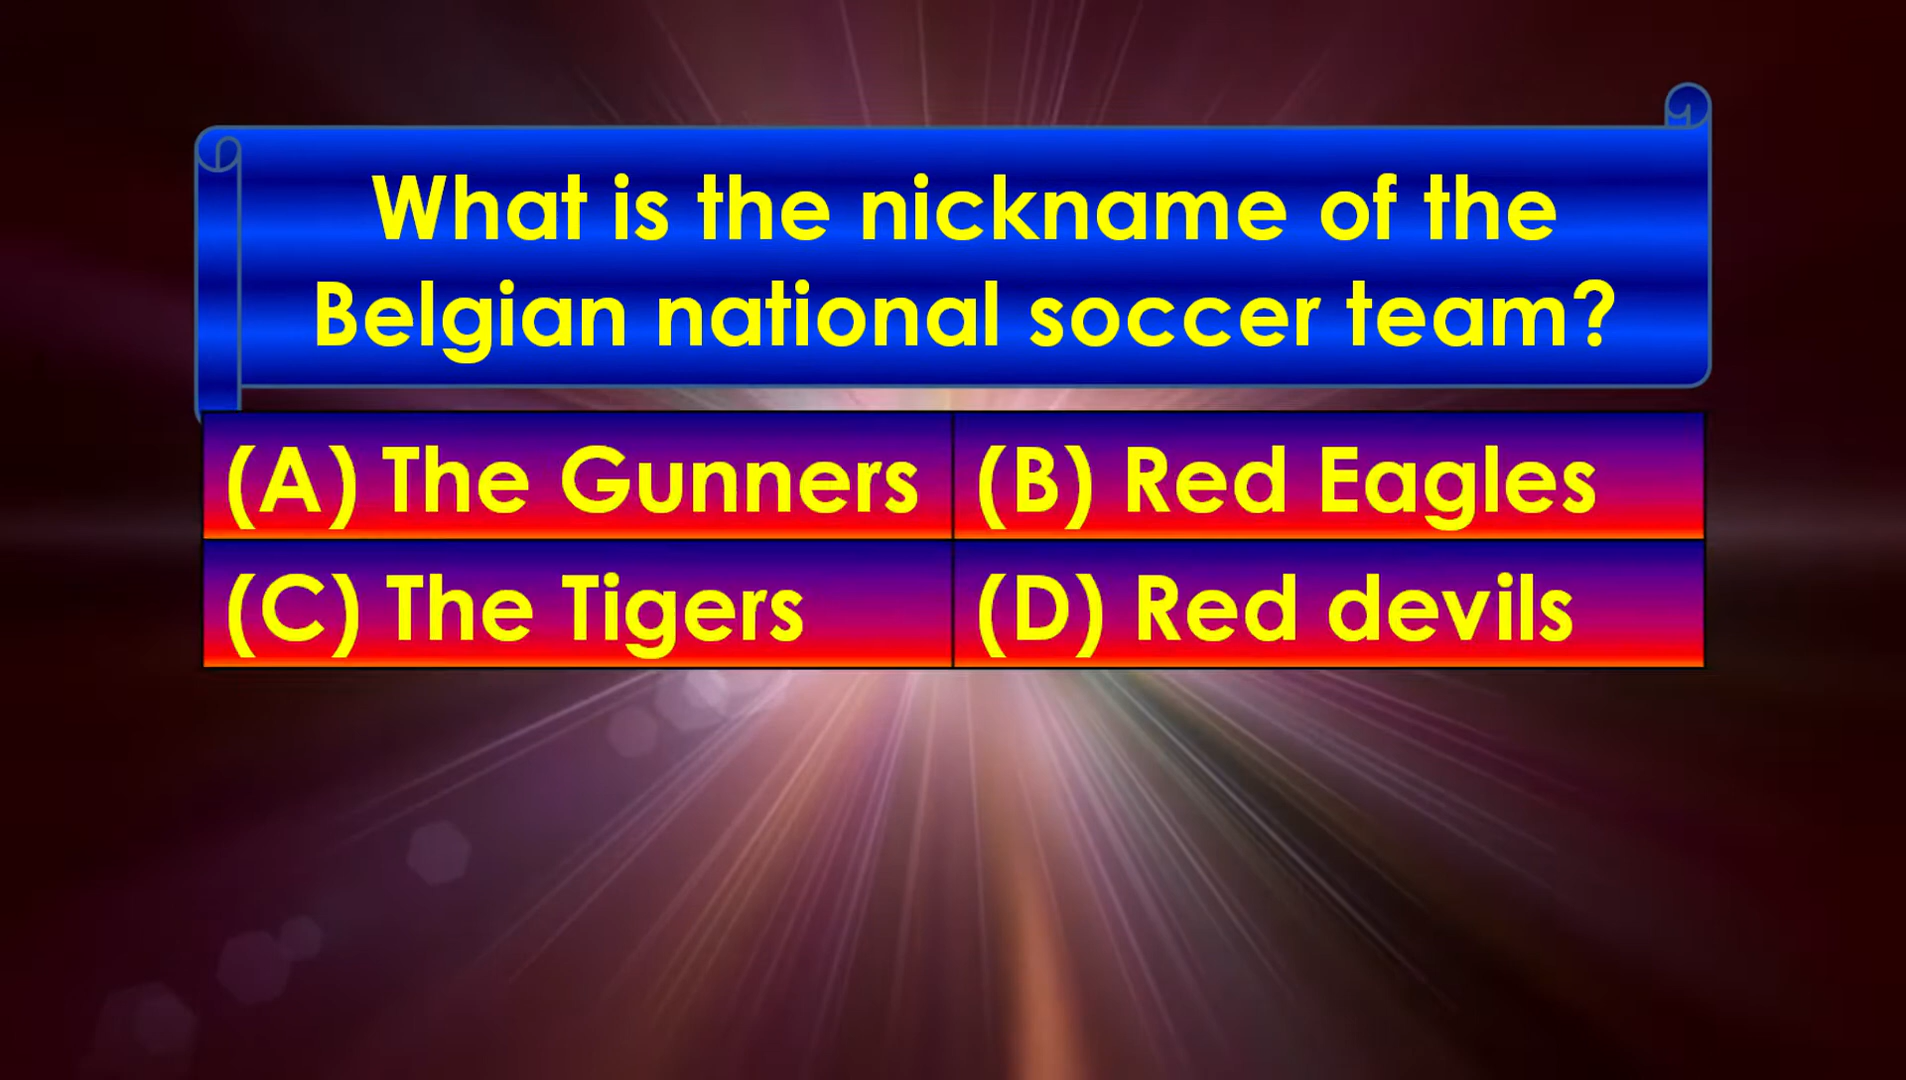 What is the nickname of the
Belgian national soccer team?
(A) The Gunners
(B) Red Eagles
(C) The Tigers
(D) Red devils